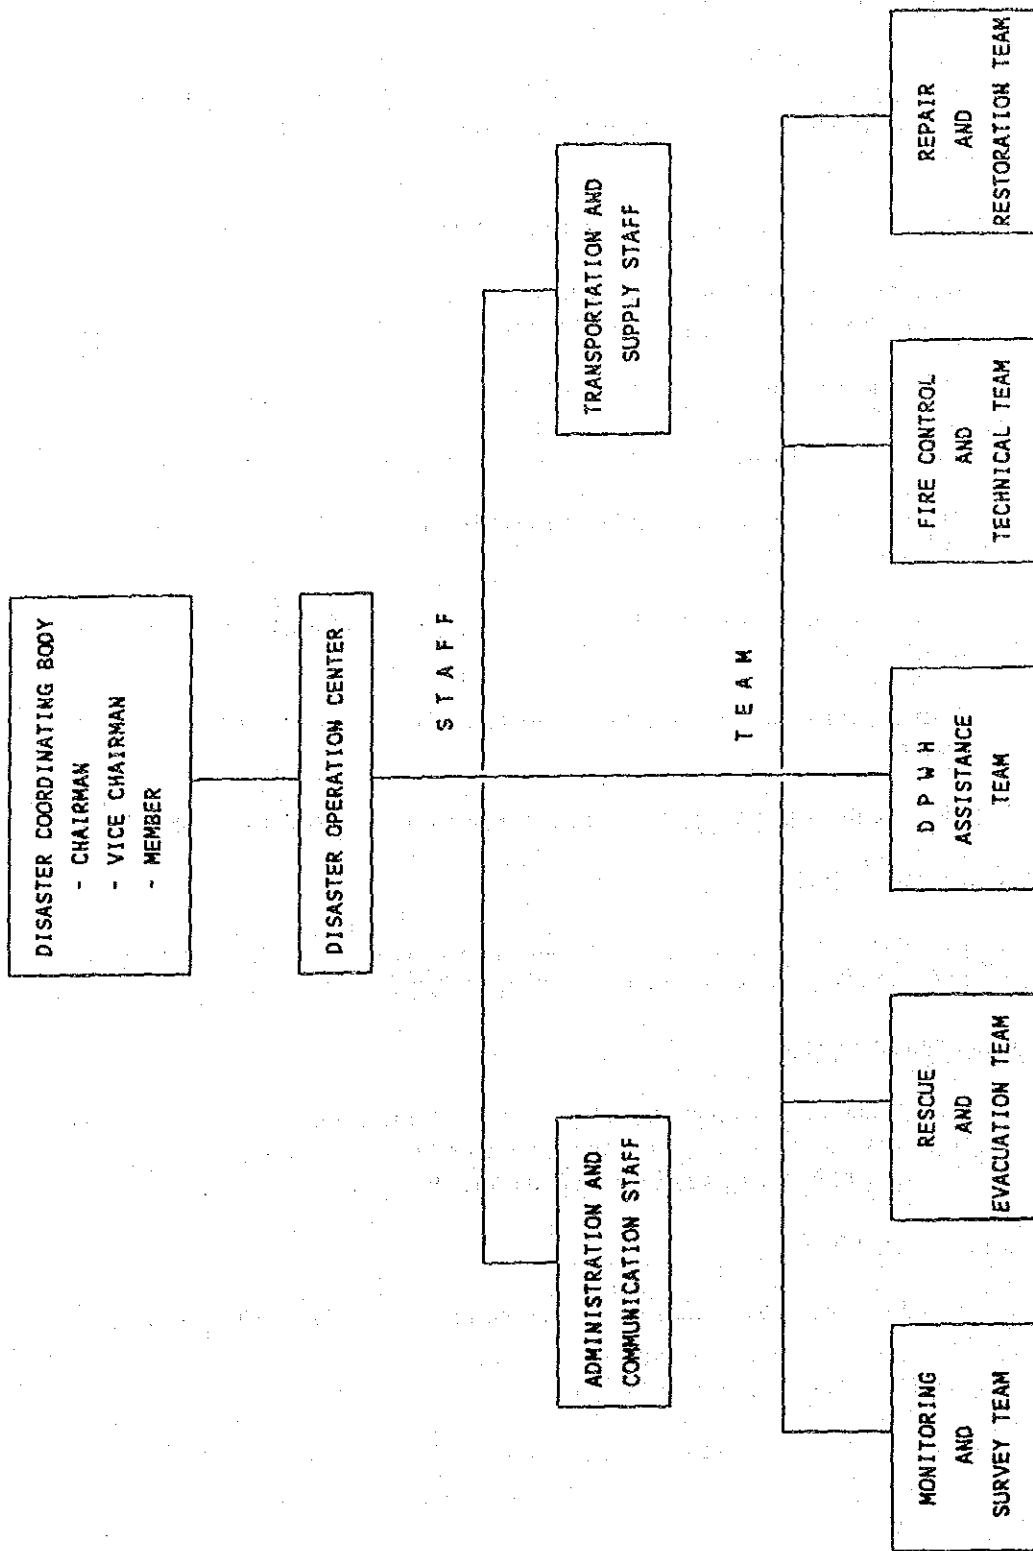 DISASTER COORDINATING BODY
- CHAIRMAN
- VICE CHAIRMAN
- MEMBER
DISASTER OPERATION CENTER
S T A F F
ADMINISTRATION AND
COMMUNICATION STAFF
TRANSPORTATION AND
SUPPLY STAFF
T E A M
MONITORING
AND
SURVEY TEAM
RESCUE
AND
EVACUATION TEAM
D P W H
ASSISTANCE
TEAM
FIRE CONTROL
AND
TECHNICAL TEAM
REPAIR
AND
RESTORATION TEAM